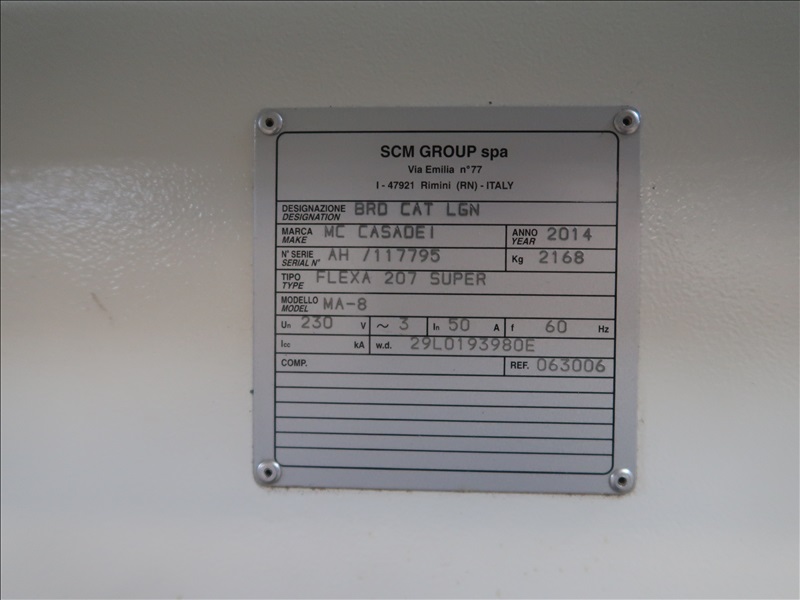 SCM GROUP spa
Via Emilia n°77
I - 47921 Rimini (RN) - ITALY
DESIGNAZIONE BRD CAT LGN
DESIGNATION
MARCA MC CASADEI ANNO 2014
MAKE YEAR
N° SERIE AH /117795 Kg 2168
SERIAL N°
TIPO FLEXA 207 SUPER
TYPE
MODELLO MA-8
MODEL
Un 230 V ~ 3 In 50 A f 60 Hz
Icc kA w.d. 29L0193980E
COMP. REF. 063006